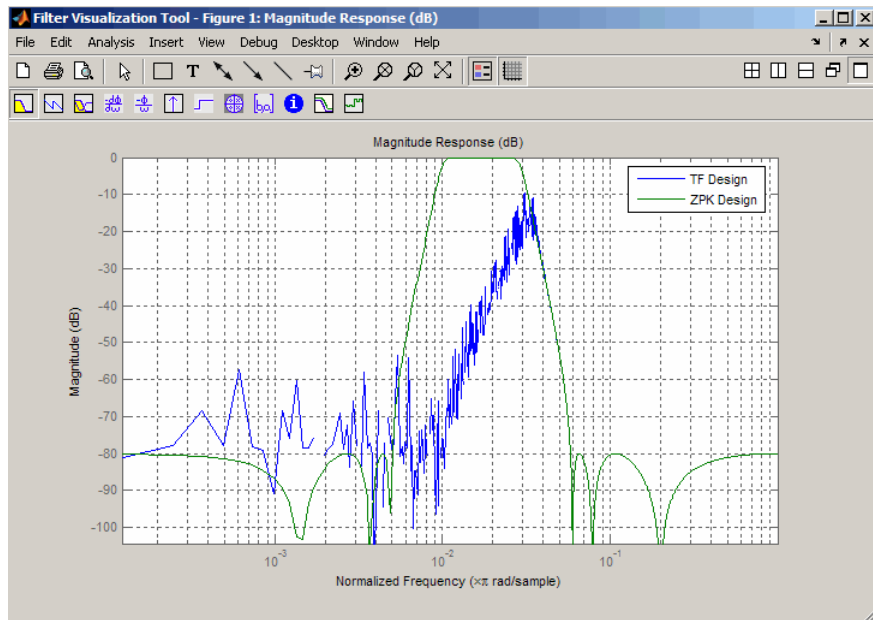 Filter Visualization Tool - Figure 1: Magnitude Response (dB)
File Edit Analysis Insert View Debug Desktop Window Help
T
[b,a]
i
Magnitude Response (dB)
0
-10
-20
-30
-40
-50
-60
-70
-80
-90
-100
Magnitude (dB)
TF Design
ZPK Design
10^-3
10^-2
10^-1
Normalized Frequency (×π rad/sample)